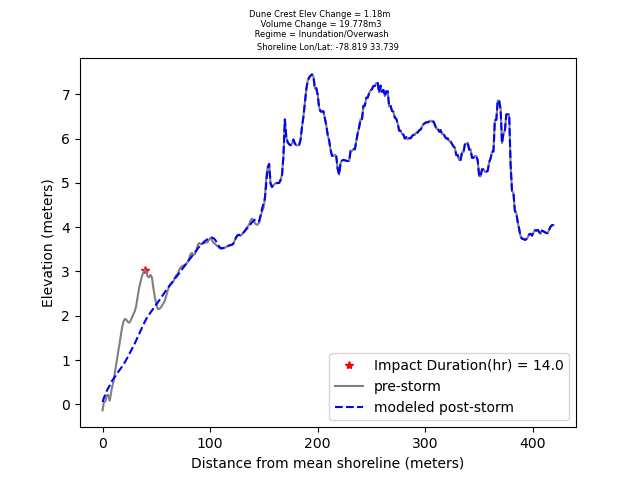 Dune Crest Elev Change = 1.18m
Volume Change = 19.778m3
Regime = Inundation/Overwash
Shoreline Lon/Lat: -78.819 33.739
7
6
5
4
3
2
1
0
Elevation (meters)
Impact Duration(hr) = 14.0
pre-storm
modeled post-storm
0 100 200 300 400
Distance from mean shoreline (meters)